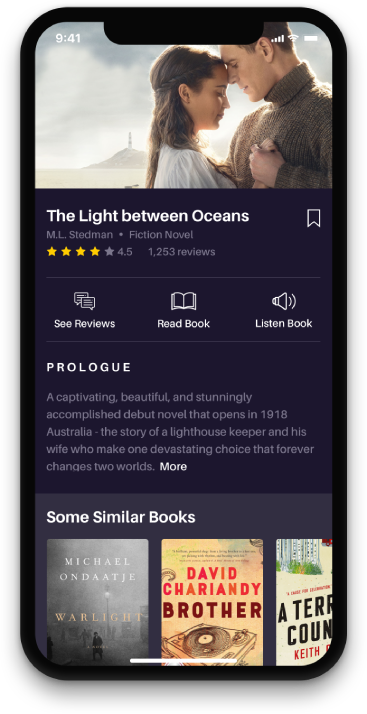 9:41
The Light between Oceans
M.L. Stedman • Fiction Novel
4.5 1,253 reviews
See Reviews Read Book Listen Book
PROLOGUE
A captivating, beautiful, and stunningly
accomplished debut novel that opens in 1918
Australia - the story of a lighthouse keeper and his
wife who make one devastating choice that forever
changes two worlds. More
Some Similar Books
MICHAEL
ONDAATJE
WARLIGHT
DAVID
CHARIANDY
BROTHER
A TERR
COUN
KEITH